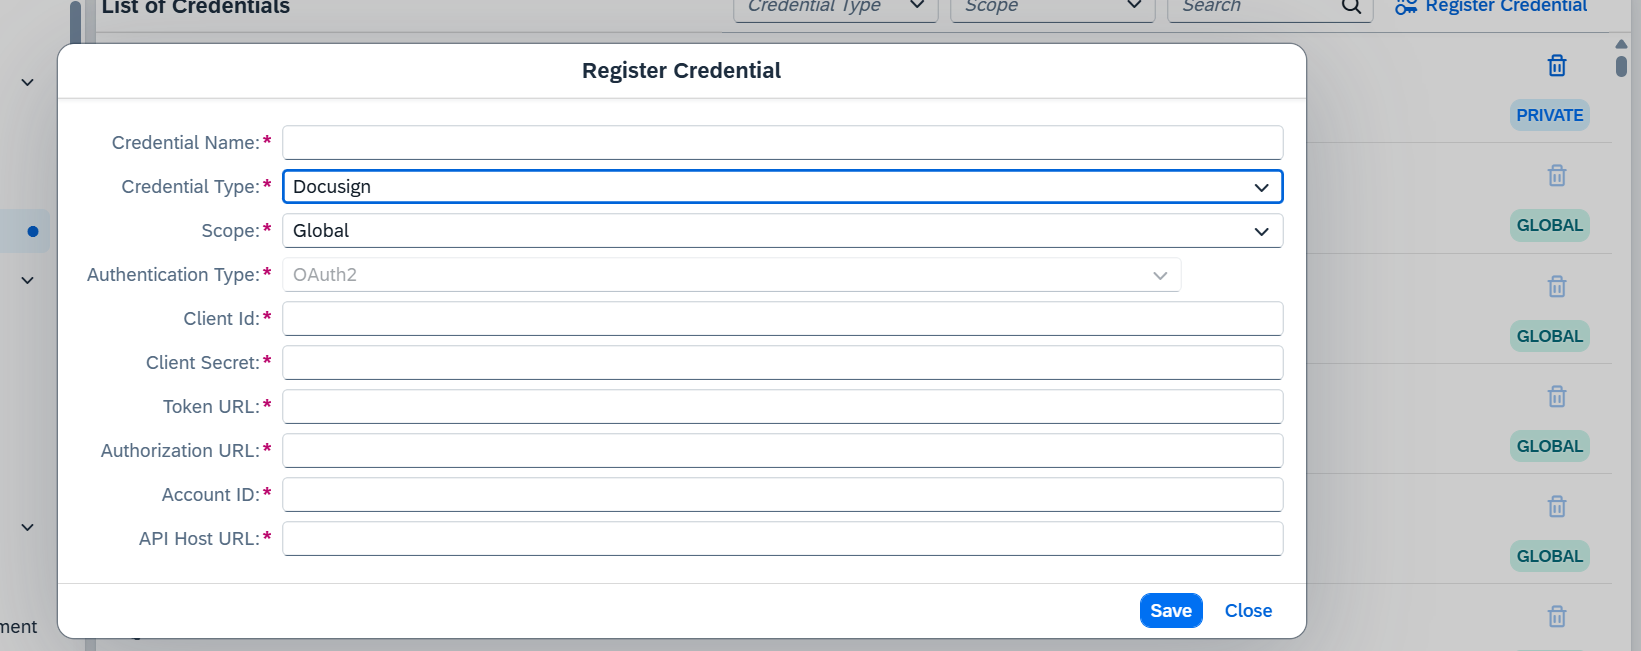 List of Credentials
Credential Type
Scope
Search
Register Credential
Register Credential
Credential Name:*
Credential Type:* Docusign
Scope:* Global
Authentication Type:* OAuth2
Client Id:*
Client Secret:*
Token URL:*
Authorization URL:*
Account ID:*
API Host URL:*
Save
Close
PRIVATE
GLOBAL
GLOBAL
GLOBAL
GLOBAL
ment